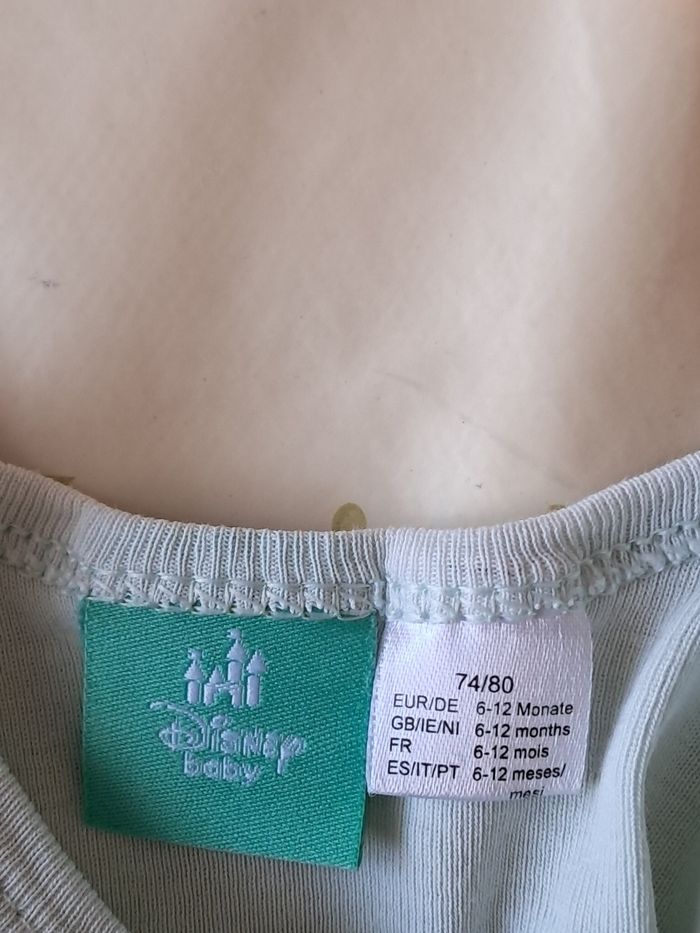 Disney
baby
74/80
EUR/DE 6-12 Monate
GB/IE/NI 6-12 months
FR 6-12 mois
ES/IT/PT 6-12 meses/
mesi